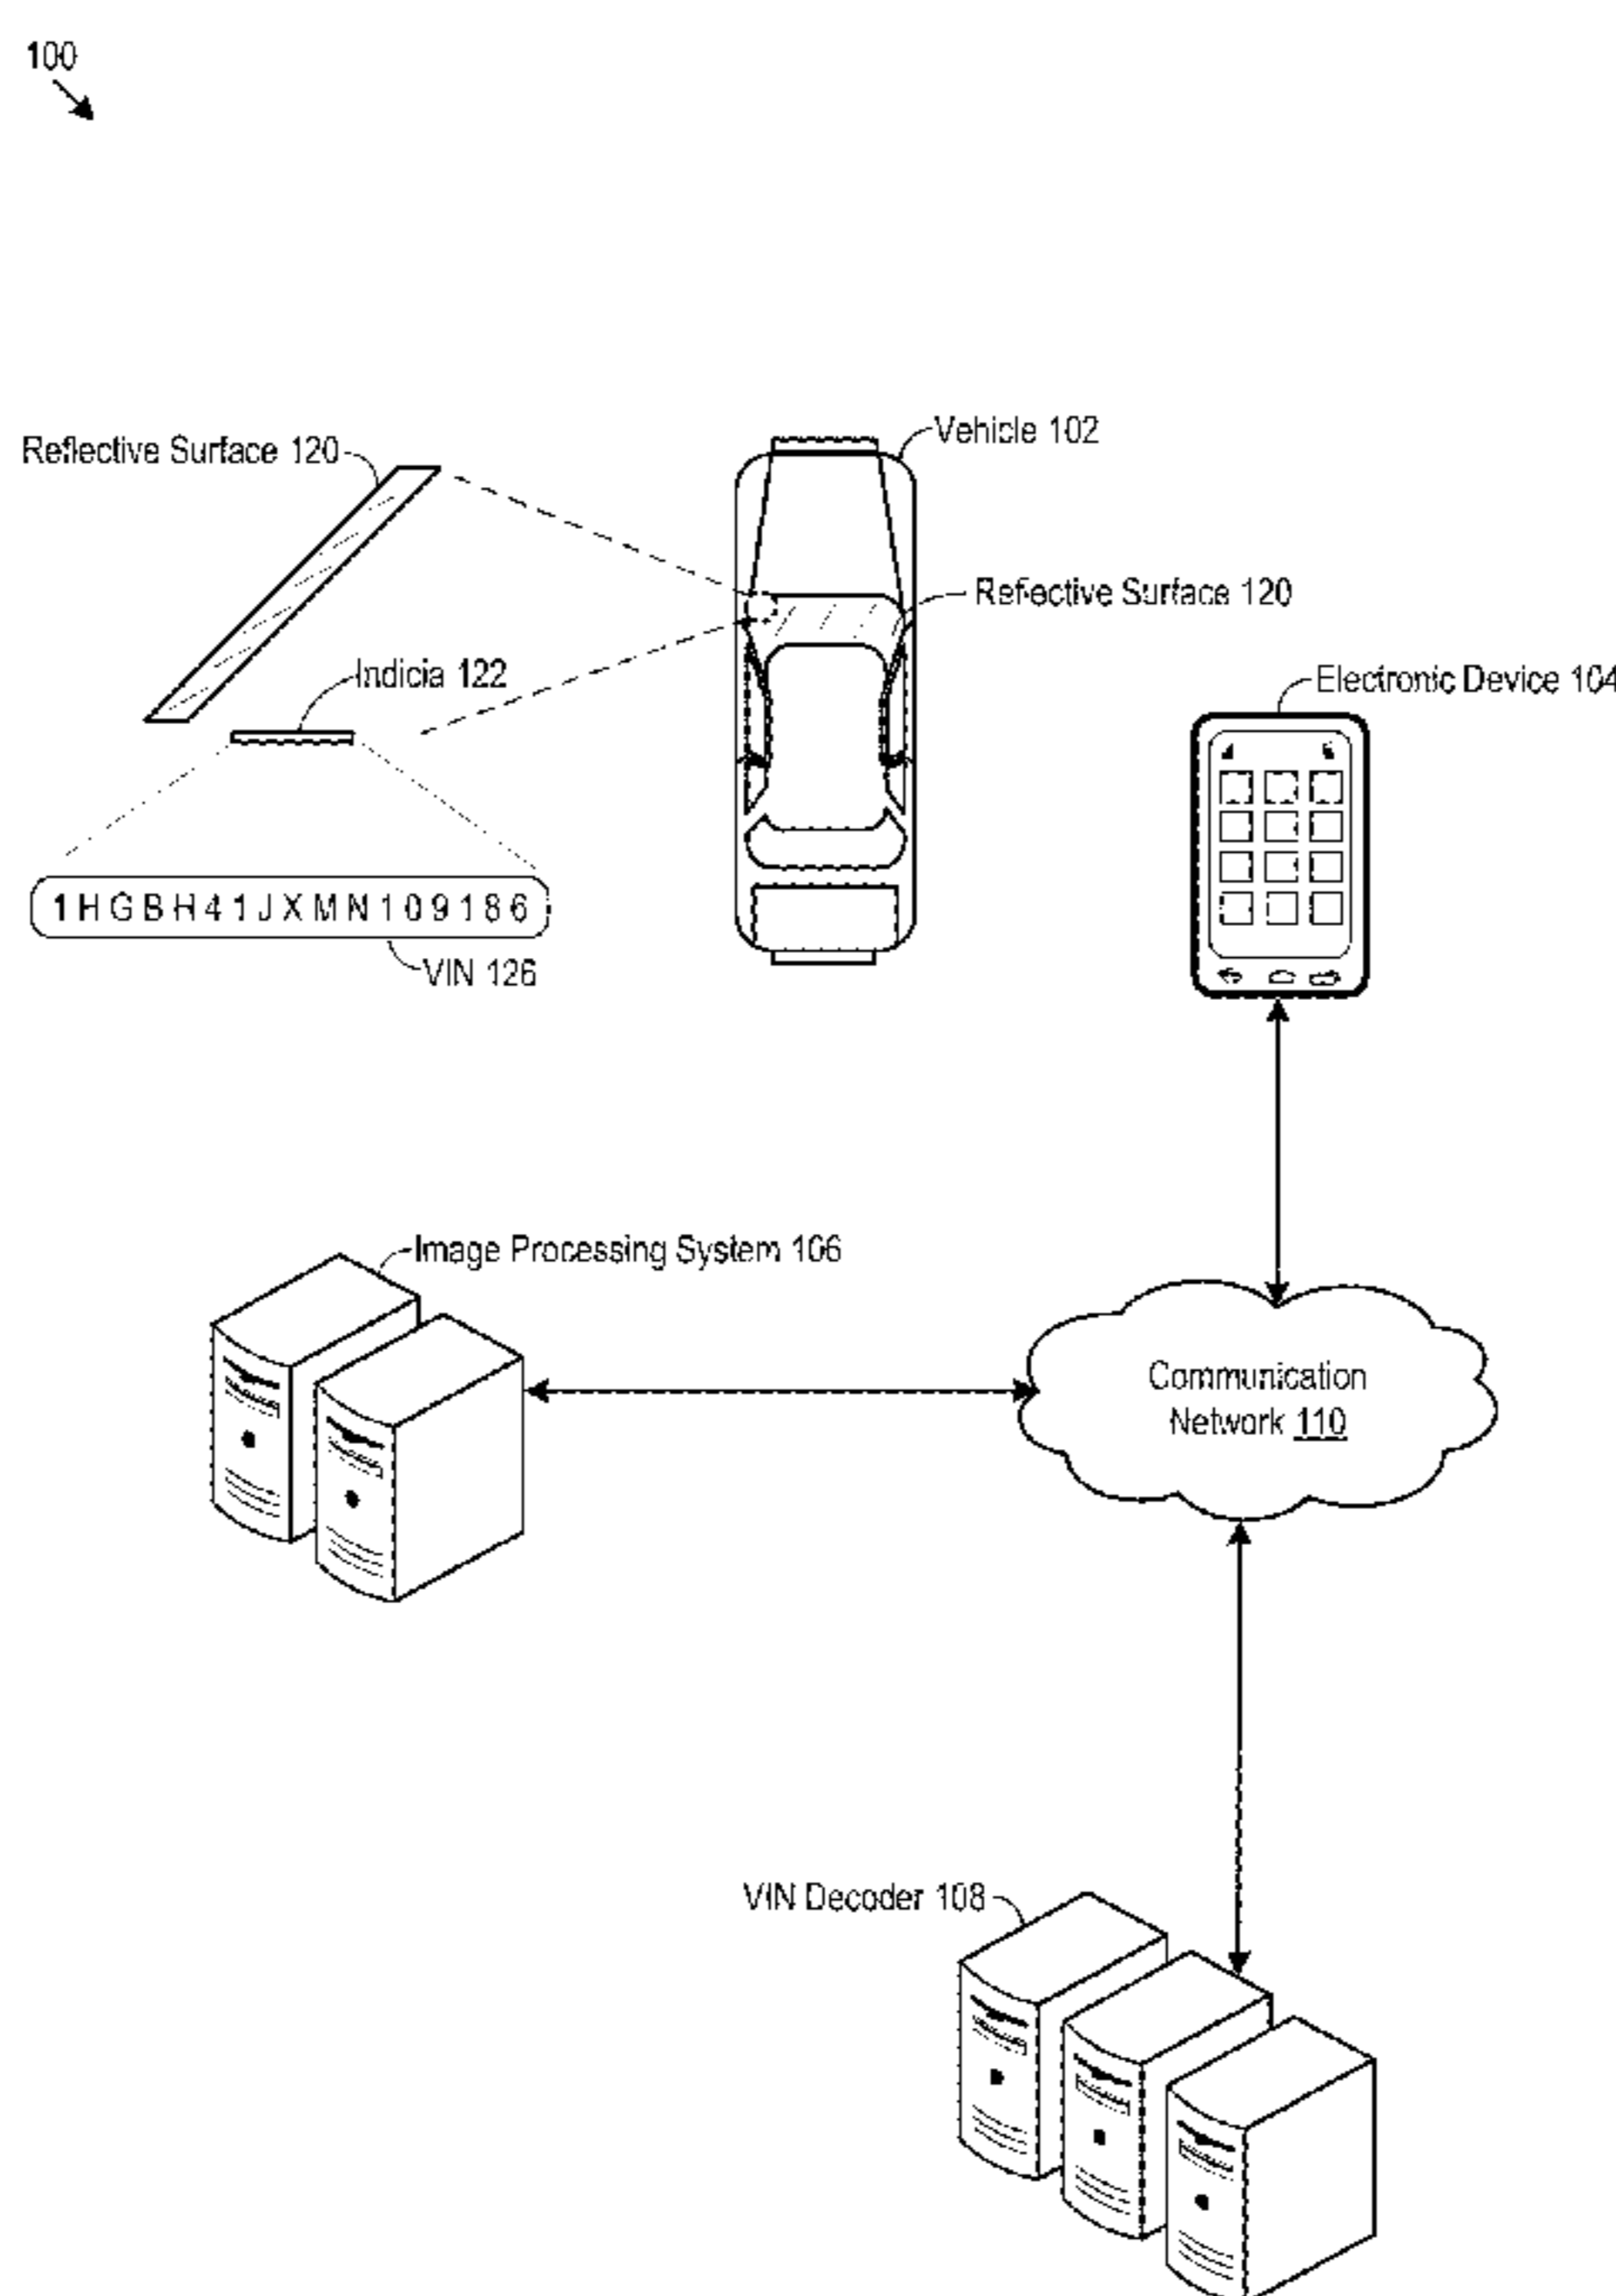 100
Vehicle 102
Reflective Surface 120
Reflective Surface 120
Indicia 122
Electronic Device 104
1HGBH41JXMN109186
VIN 126
Image Processing System 106
Communication
Network 110
VIN Decoder 108